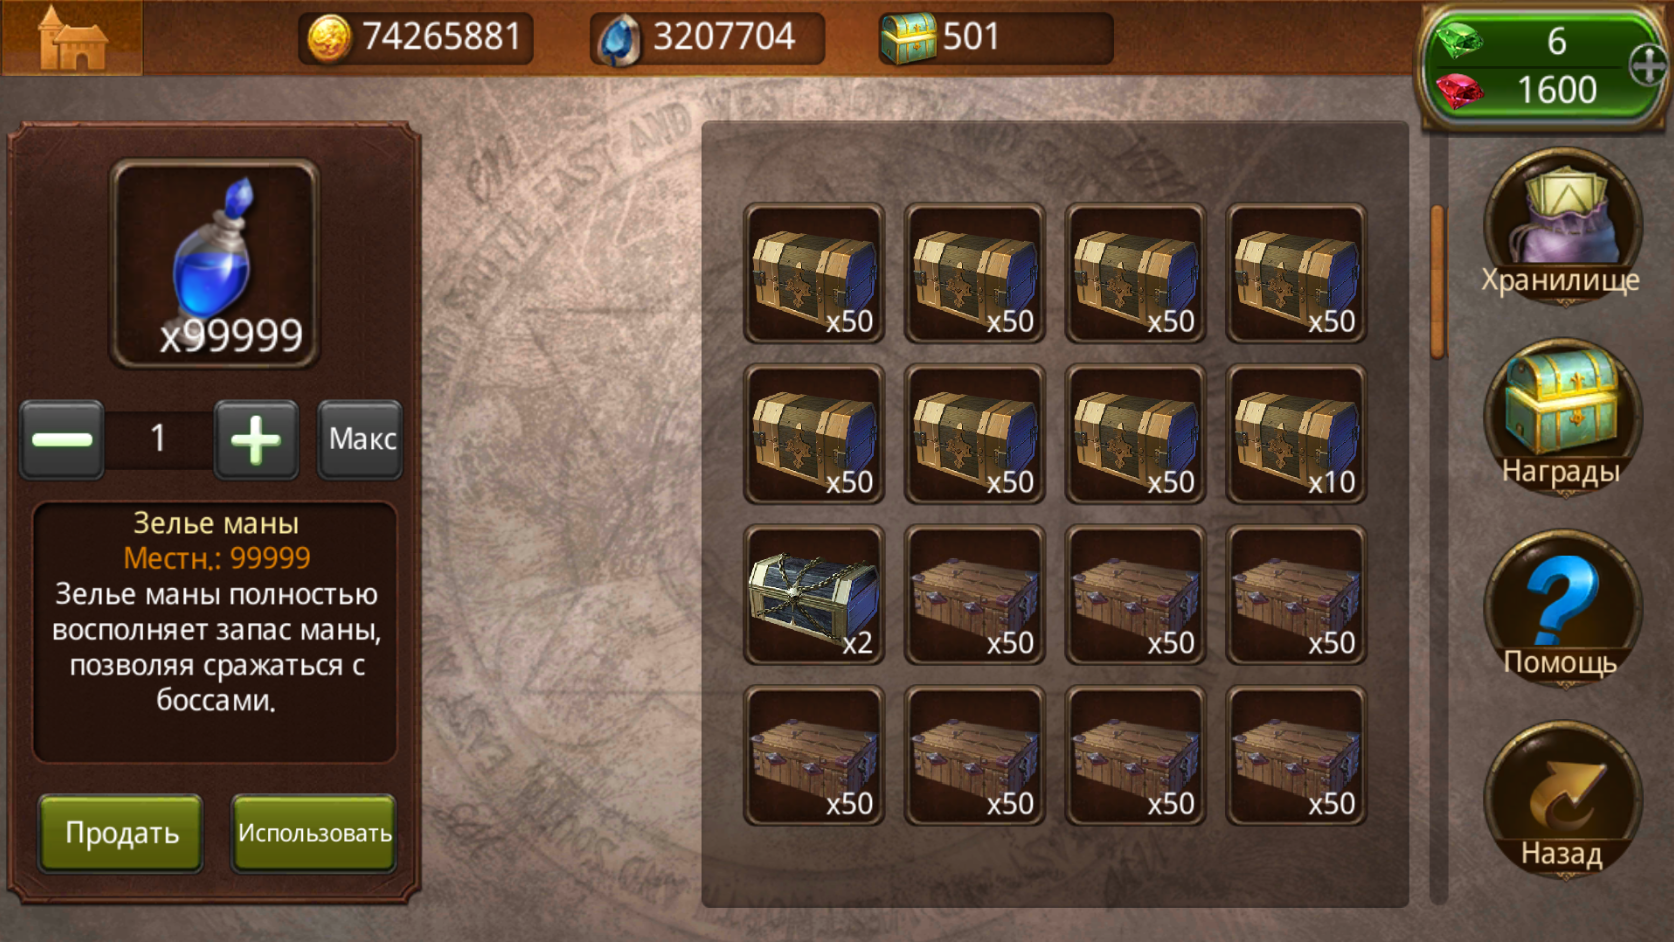 74265881
3207704
501
6
1600
x99999
1
Макс
Зелье маны
Местн.: 99999
Зелье маны полностью
восполняет запас маны,
позволяя сражаться с
боссами.
Продать
Использовать
x50
x50
x50
x50
x50
x50
x50
x10
x2
x50
x50
x50
x50
x50
x50
x50
Хранилище
Награды
Помощь
Назад